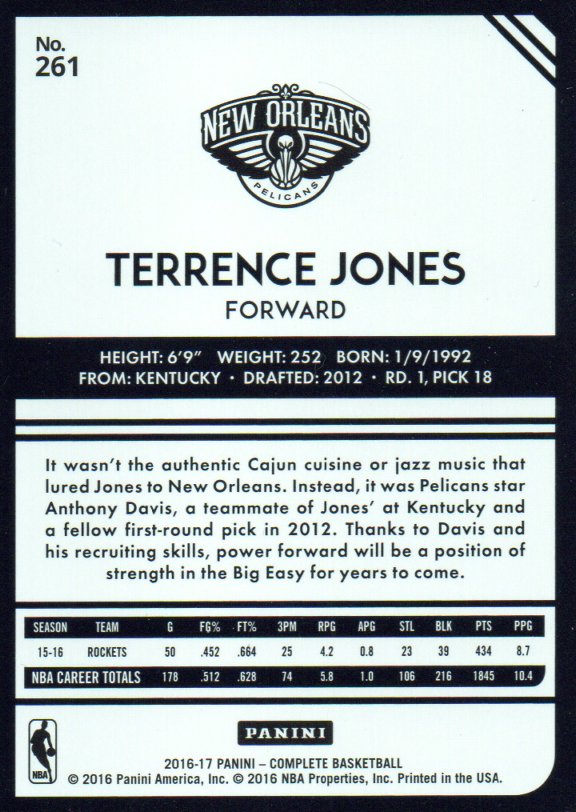 No.
261
NEW ORLEANS
PELICANS
TERRENCE JONES
FORWARD
HEIGHT: 6'9" WEIGHT: 252 BORN: 1/9/1992
FROM: KENTUCKY • DRAFTED: 2012 • RD. 1, PICK 18
It wasn't the authentic Cajun cuisine or jazz music that
lured Jones to New Orleans. Instead, it was Pelicans star
Anthony Davis, a teammate of Jones' at Kentucky and
a fellow first-round pick in 2012. Thanks to Davis and
his recruiting skills, power forward will be a position of
strength in the Big Easy for years to come.
SEASON TEAM G FG% FT% 3PM RPG APG STL BLK PTS PPG
15-16 ROCKETS 50 .452 .664 25 4.2 0.8 23 39 434 8.7
NBA CAREER TOTALS 178 .512 .628 74 5.8 1.0 106 216 1845 10.4
PANINI
NBA
2016-17 PANINI – COMPLETE BASKETBALL
© 2016 Panini America, Inc. © 2016 NBA Properties, Inc. Printed in the USA.